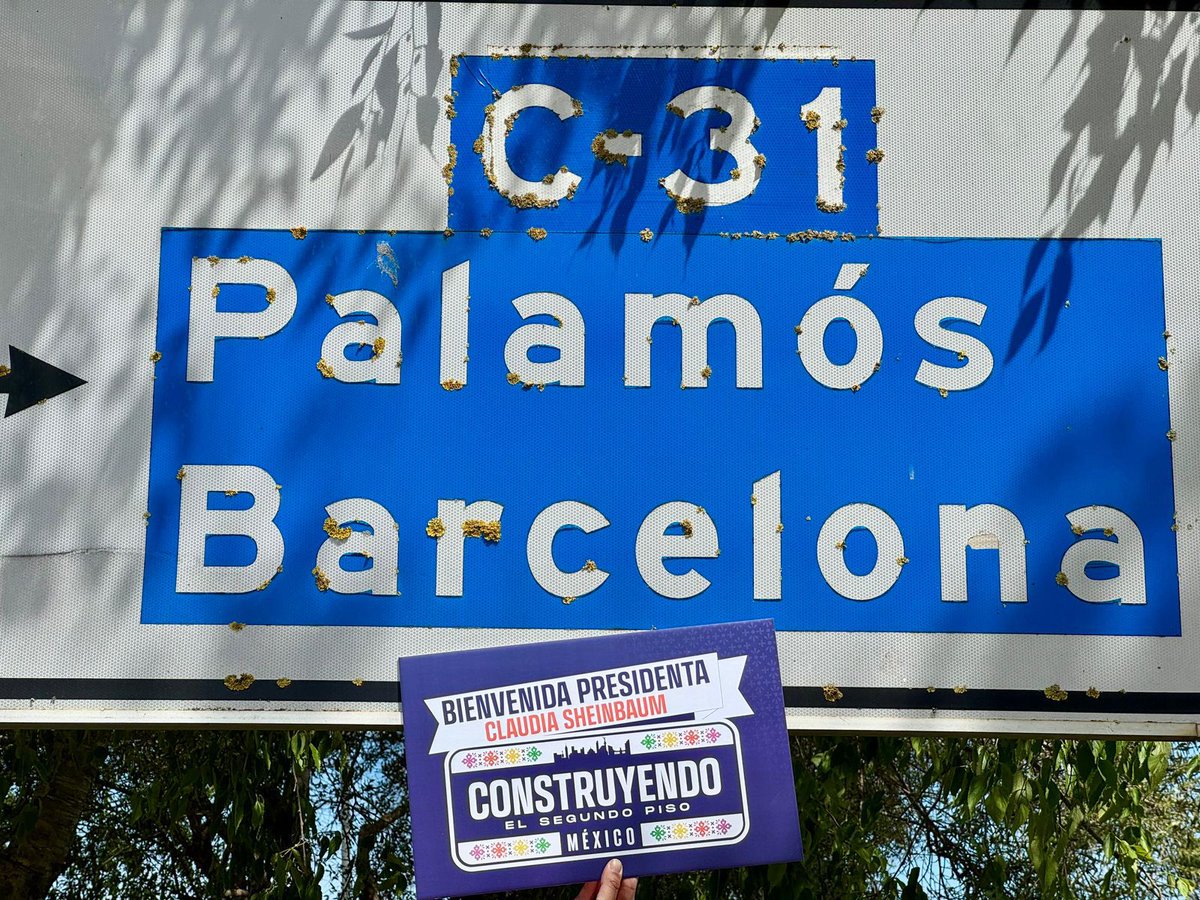 C-31
Palamós
Barcelona
BIENVENIDA PRESIDENTA
CLAUDIA SHEINBAUM
CONSTRUYENDO
EL SEGUNDO PISO
MÉXICO